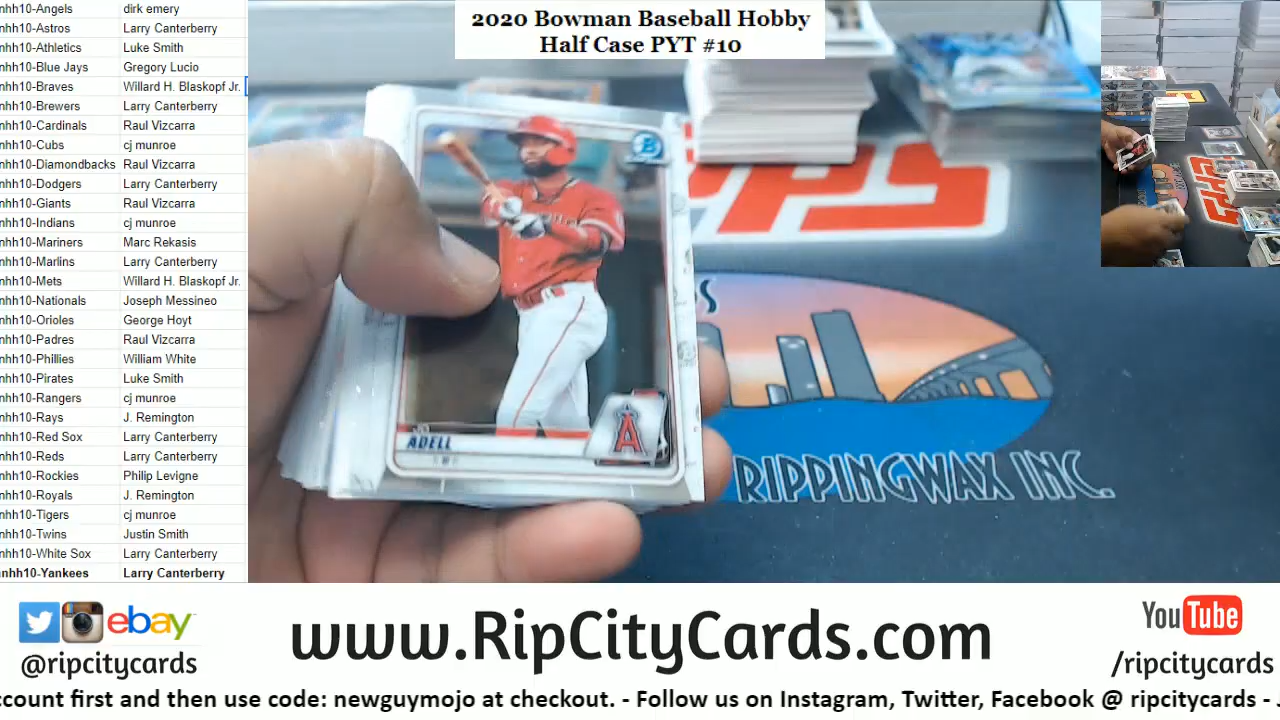 2020 Bowman Baseball Hobby
Half Case PYT #10
nhh10-Angels dirk emery
nhh10-Astros Larry Canterberry
nhh10-Athletics Luke Smith
nhh10-Blue Jays Gregory Lucio
nhh10-Braves Willard H. Blaskopf Jr.
nhh10-Brewers Larry Canterberry
nhh10-Cardinals Raul Vizcarra
nhh10-Cubs cj munroe
nhh10-Diamondbacks Raul Vizcarra
nhh10-Dodgers Larry Canterberry
nhh10-Giants Raul Vizcarra
nhh10-Indians cj munroe
nhh10-Mariners Marc Rekasis
nhh10-Marlins Larry Canterberry
nhh10-Mets Willard H. Blaskopf Jr.
nhh10-Nationals Joseph Messineo
nhh10-Orioles George Hoyt
nhh10-Padres Raul Vizcarra
nhh10-Phillies William White
nhh10-Pirates Luke Smith
nhh10-Rangers cj munroe
nhh10-Rays J. Remington
nhh10-Red Sox Larry Canterberry
nhh10-Reds Larry Canterberry
nhh10-Rockies Philip Levigne
nhh10-Royals J. Remington
nhh10-Tigers cj munroe
nhh10-Twins Justin Smith
nhh10-White Sox Larry Canterberry
nhh10-Yankees Larry Canterberry
B
ADELL
A
RIPPINGWAX INC.
ebay
@ripcitycards
www.RipCityCards.com
YouTube
/ripcitycards
ccount first and then use code: newguymojo at checkout. - Follow us on Instagram, Twitter, Facebook @ ripcitycards -